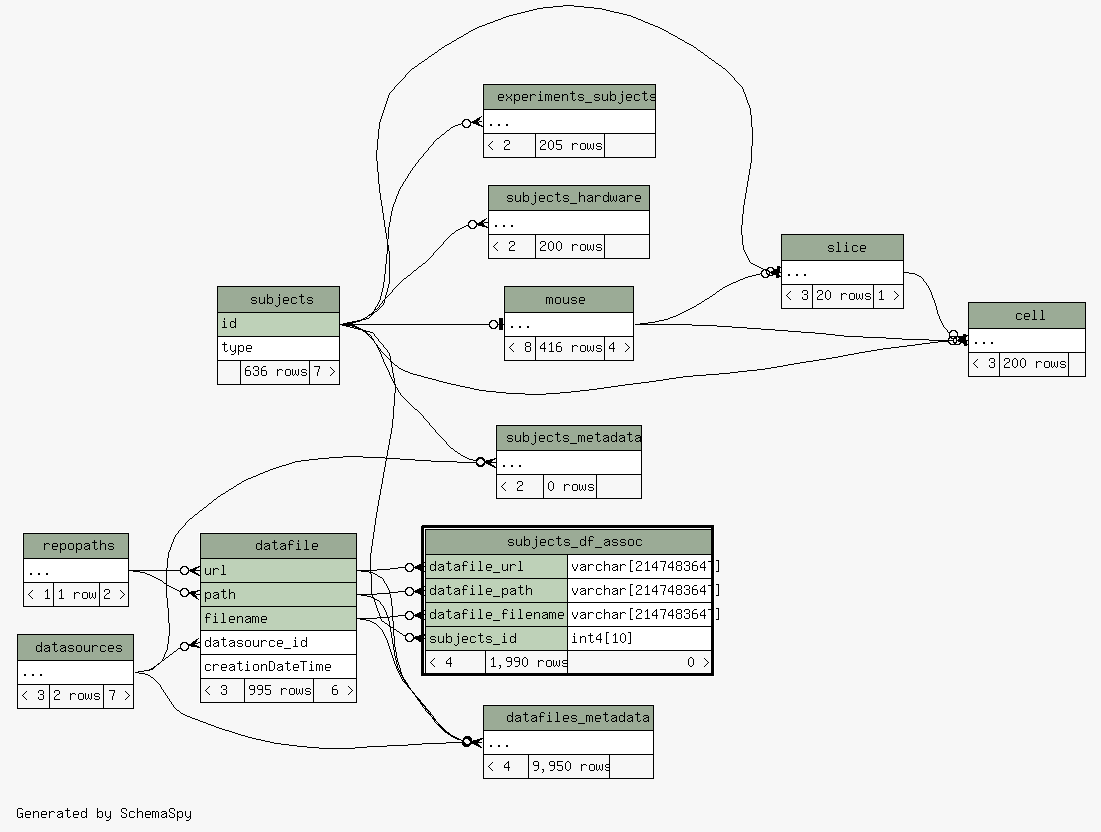 experiments_subjects
...
< 2 205 rows
subjects_hardware
...
< 2 200 rows
slice
...
< 3 20 rows 1 >
subjects
id
type
636 rows 7 >
mouse
...
< 8 416 rows 4 >
cell
...
< 3 200 rows
subjects_metadata
...
< 2 0 rows
repopaths
...
< 1 1 row 2 >
datafile
url
path
filename
datasource_id
creationDateTime
< 3 995 rows 6 >
subjects_df_assoc
datafile_url varchar[2147483647]
datafile_path varchar[2147483647]
datafile_filename varchar[2147483647]
subjects_id int4[10]
< 4 1,990 rows 0 >
datasources
...
< 3 2 rows 7 >
datafiles_metadata
...
< 4 9,950 rows
Generated by SchemaSpy